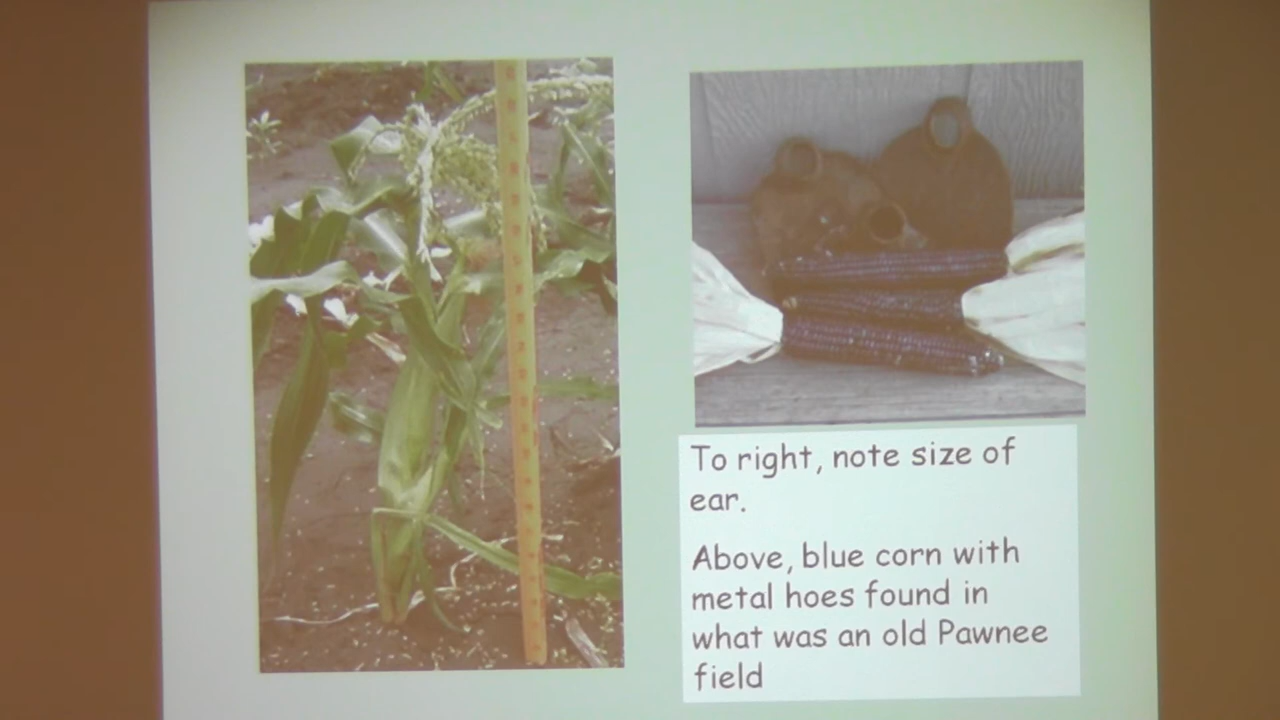 To right, note size of
ear.
Above, blue corn with
metal hoes found in
what was an old Pawnee
field